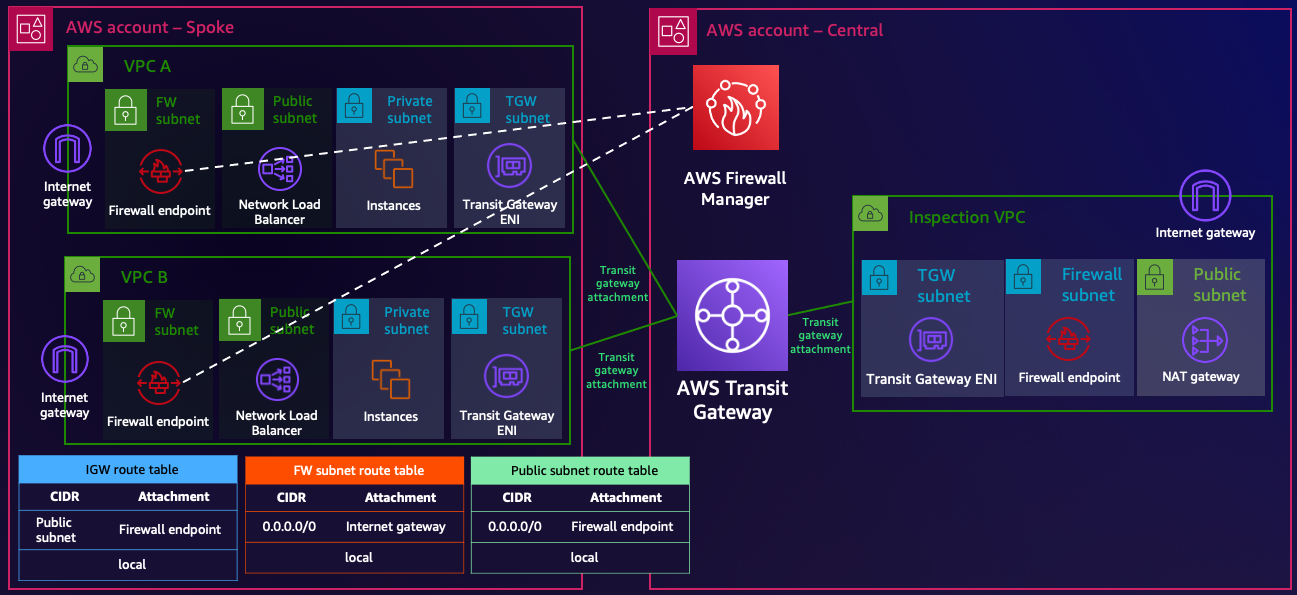 AWS account – Spoke
VPC A
FW
subnet
Public
subnet
Private
subnet
TGW
subnet
Internet
gateway
Firewall endpoint
Network Load
Balancer
Instances
Transit Gateway
ENI
VPC B
FW
subnet
Public
subnet
Private
subnet
TGW
subnet
Internet
gateway
Firewall endpoint
Network Load
Balancer
Instances
Transit Gateway
ENI
IGW route table
CIDR Attachment
Public
subnet
Firewall endpoint
local
FW subnet route table
CIDR Attachment
0.0.0.0/0 Internet gateway
local
Public subnet route table
CIDR Attachment
0.0.0.0/0 Firewall endpoint
local
Transit
gateway
attachment
Transit
gateway
attachment
AWS account – Central
AWS Firewall
Manager
AWS Transit
Gateway
Transit
gateway
attachment
Inspection VPC
Internet gateway
TGW
subnet
Firewall
subnet
Public
subnet
Transit Gateway ENI
Firewall endpoint
NAT gateway